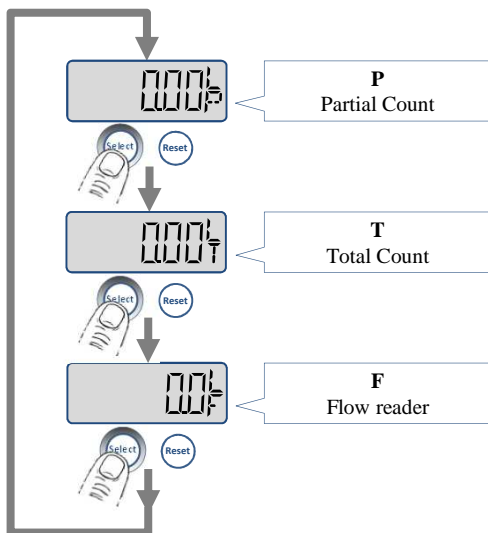 0.00 P
P
Partial Count
Select Reset
0.00 T
T
Total Count
Select Reset
0.0 F
F
Flow reader
Select Reset